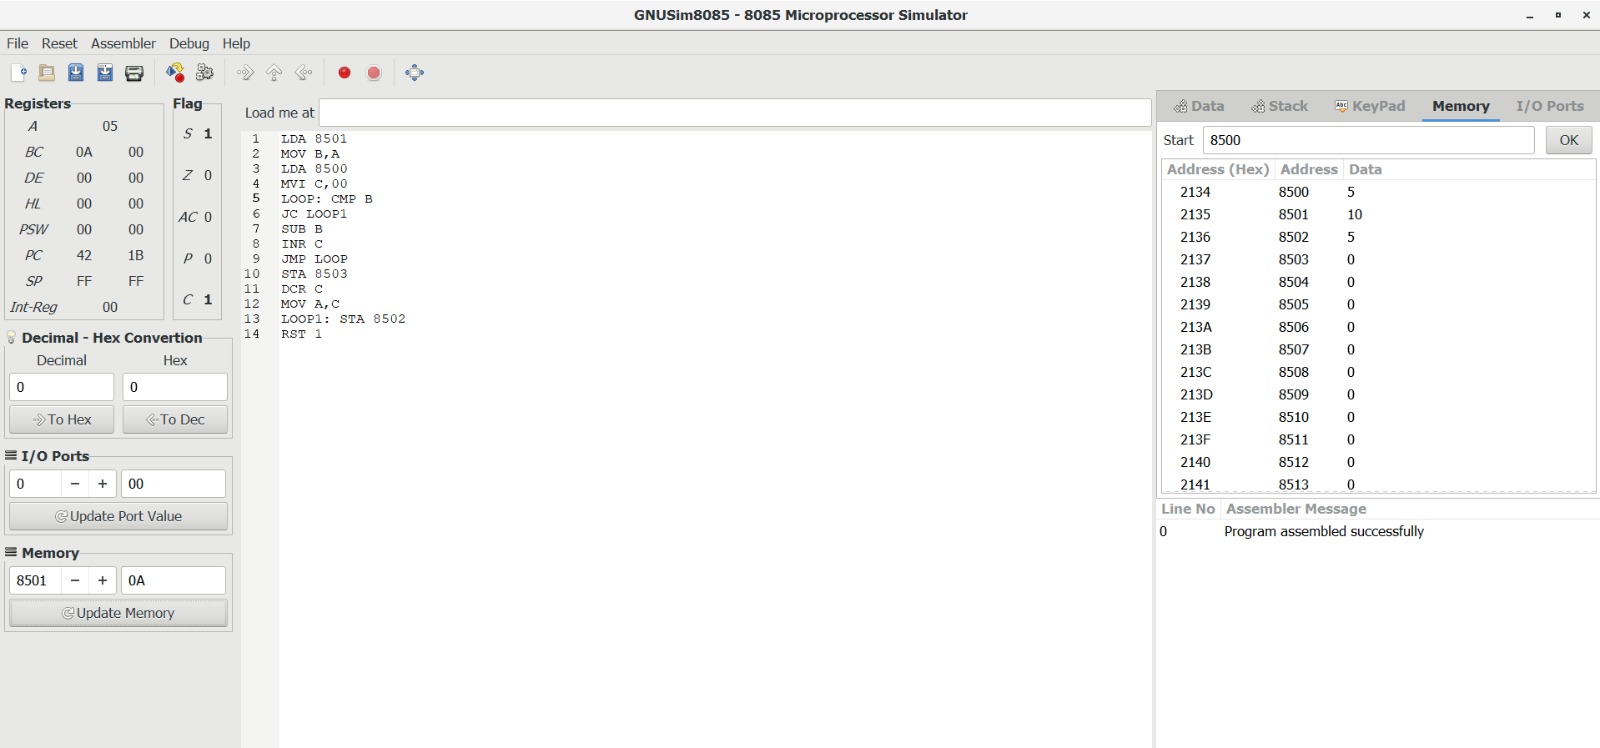 GNUSim8085 - 8085 Microprocessor Simulator
File Reset Assembler Debug Help
Registers
A 05
BC 0A 00
DE 00 00
HL 00 00
PSW 00 00
PC 42 1B
SP FF FF
Int-Reg 00
Flag
S 1
Z 0
AC 0
P 0
C 1
Decimal - Hex Convertion
Decimal Hex
0 0
To Hex To Dec
I/O Ports
0 - + 00
Update Port Value
Memory
8501 - + 0A
Update Memory
Load me at
1 LDA 8501
2 MOV B,A
3 LDA 8500
4 MVI C,00
5 LOOP: CMP B
6 JC LOOP1
7 SUB B
8 INR C
9 JMP LOOP
10 STA 8503
11 DCR C
12 MOV A,C
13 LOOP1: STA 8502
14 RST 1
Data Stack KeyPad Memory I/O Ports
Start 8500 OK
Address (Hex) Address Data
2134 8500 5
2135 8501 10
2136 8502 5
2137 8503 0
2138 8504 0
2139 8505 0
213A 8506 0
213B 8507 0
213C 8508 0
213D 8509 0
213E 8510 0
213F 8511 0
2140 8512 0
2141 8513 0
Line No Assembler Message
0 Program assembled successfully